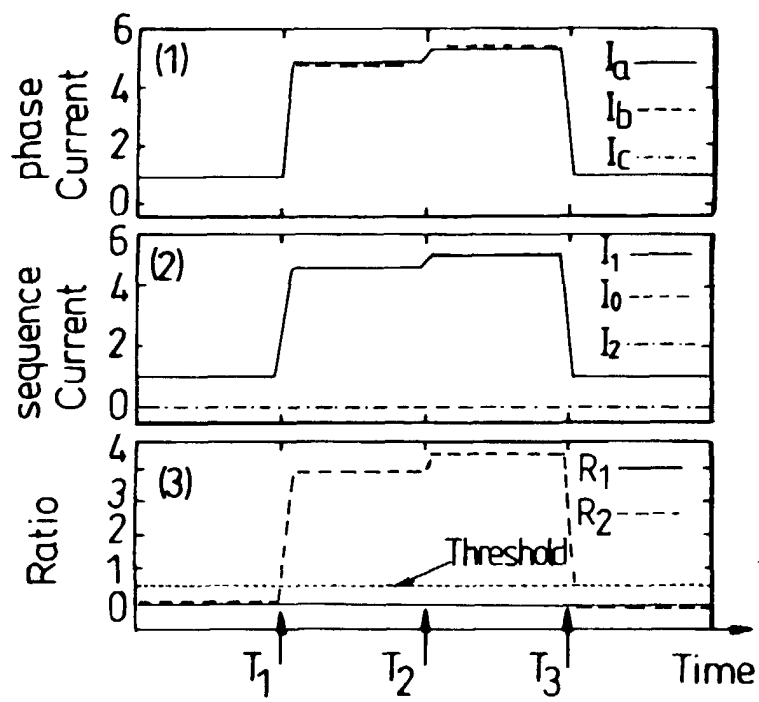 phase
Current
6
4
2
0
(1)
Ia
Ib
Ic
sequence
Current
6
4
2
0
(2)
I1
I0
I2
Ratio
4
3
2
1
0
(3)
R1
R2
Threshold
T1
T2
T3
Time